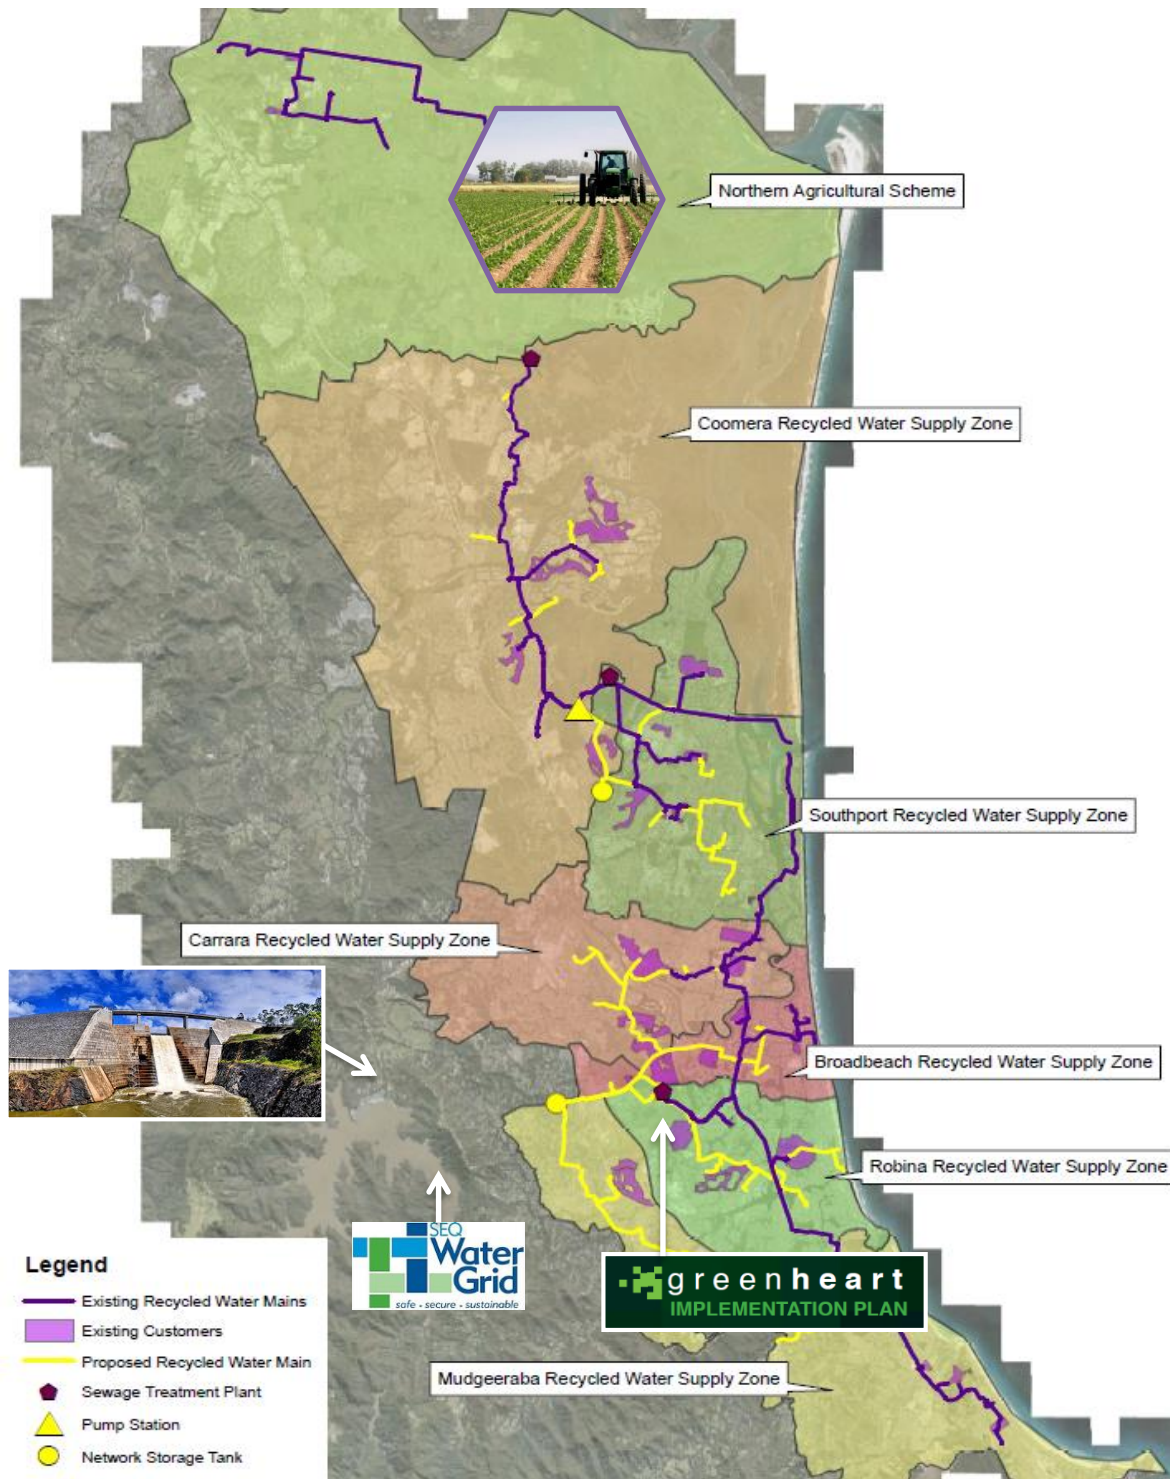 Northern Agricultural Scheme
Coomera Recycled Water Supply Zone
Southport Recycled Water Supply Zone
Carrara Recycled Water Supply Zone
Broadbeach Recycled Water Supply Zone
Robina Recycled Water Supply Zone
SEQ
Water
Grid
safe - secure - sustainable
greenheart
IMPLEMENTATION PLAN
Mudgeeraba Recycled Water Supply Zone
Legend
Existing Recycled Water Mains
Existing Customers
Proposed Recycled Water Main
Sewage Treatment Plant
Pump Station
Network Storage Tank